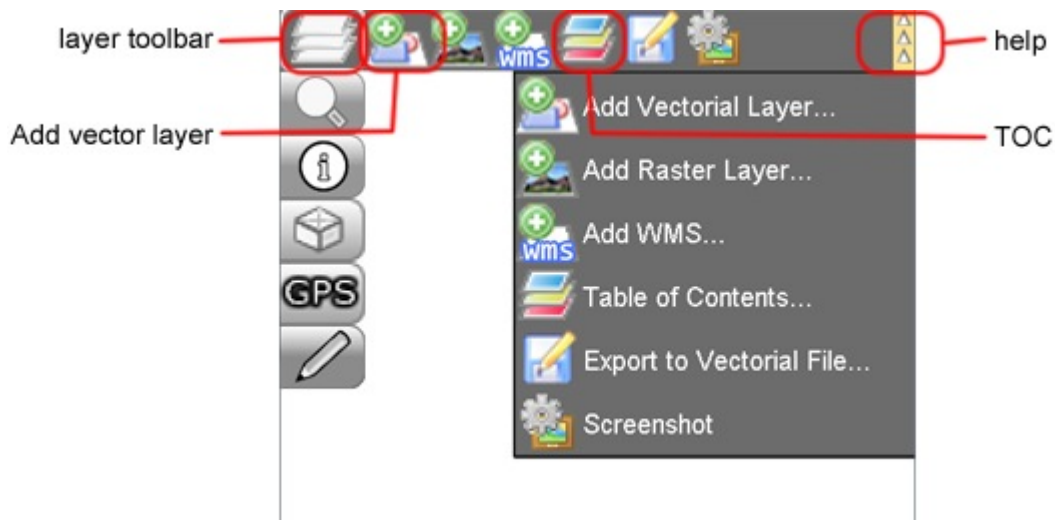 layer toolbar
help
wms
Add vector layer
TOC
Add Vectorial Layer...
Add Raster Layer...
wms
Add WMS...
Table of Contents...
GPS
Export to Vectorial File...
Screenshot